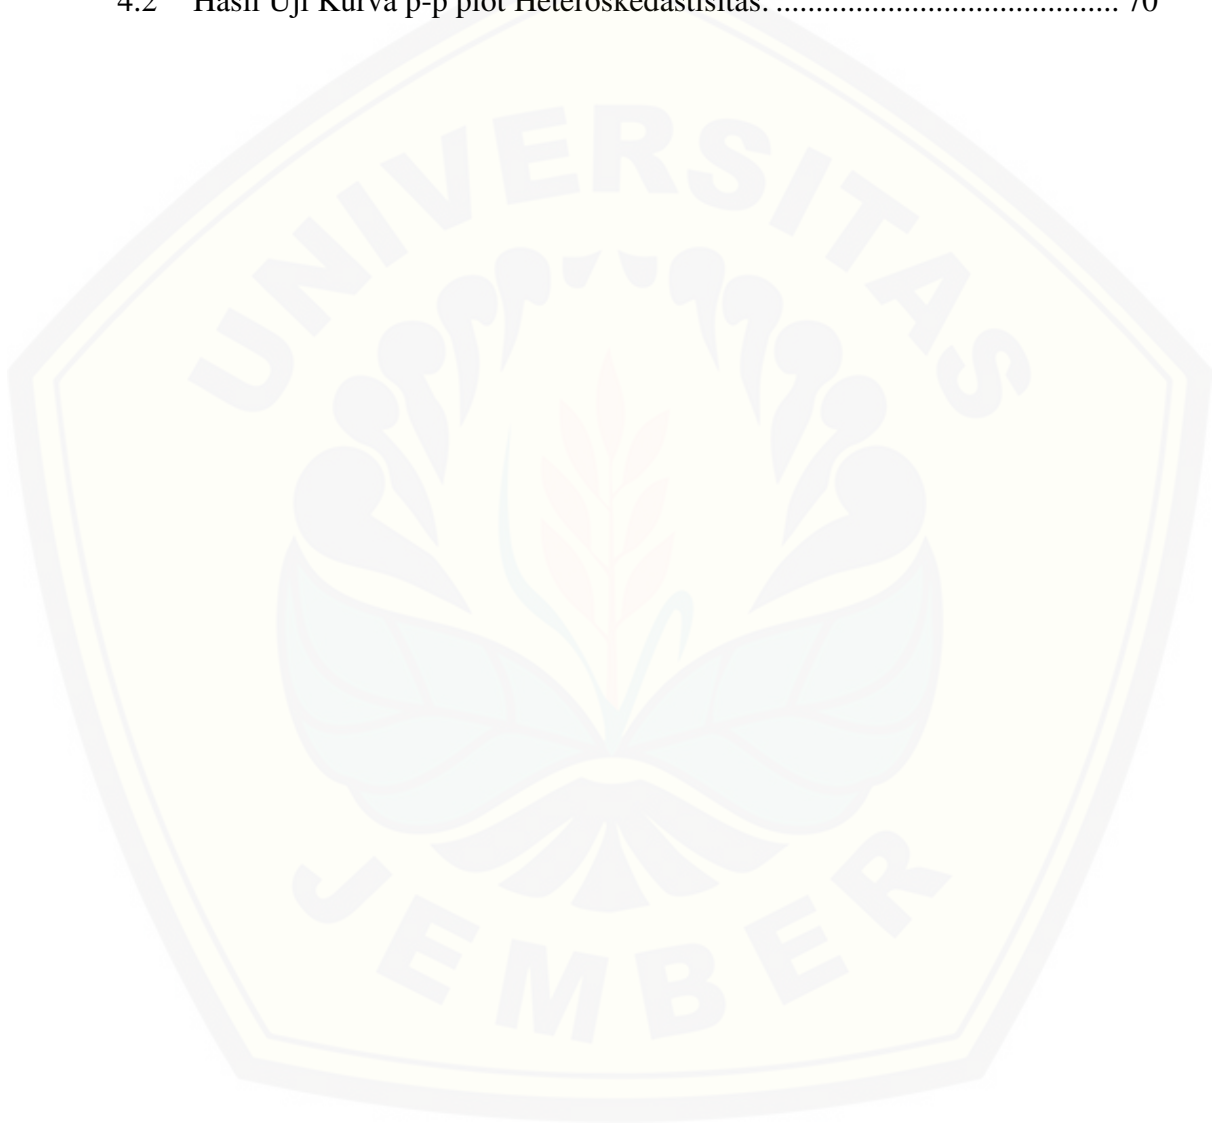 4.2 Hasil Uji Kurva p-p plot Heteroskedastisitas. ........................................... 70
UNIVERSITAS
JEMBER